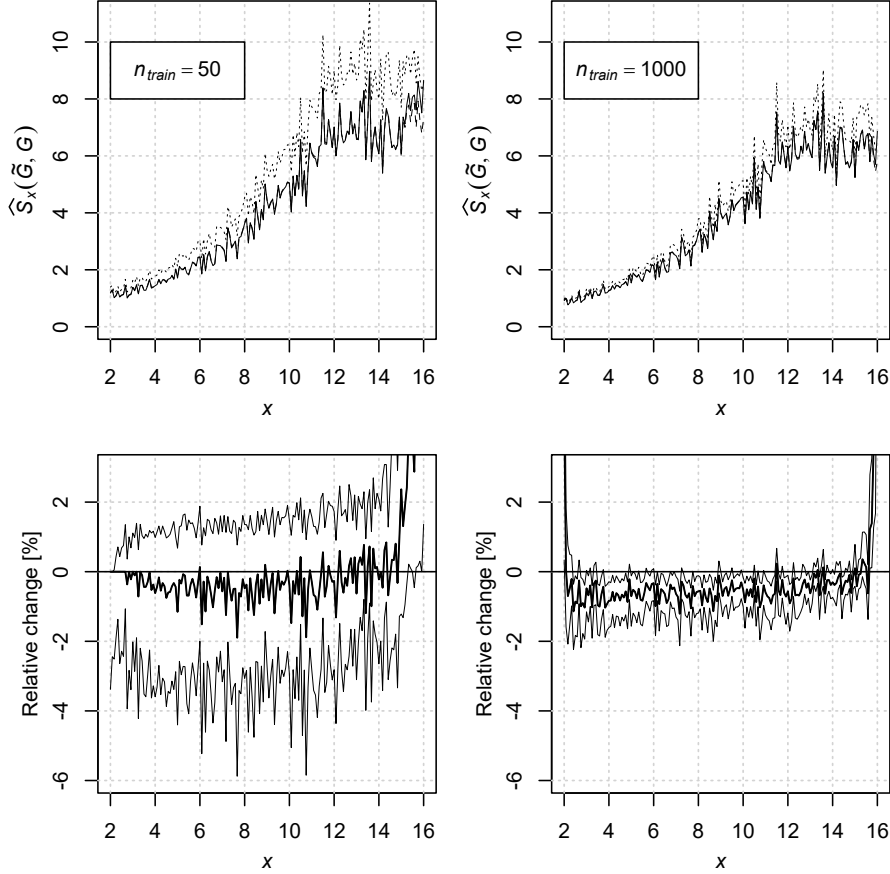 n_train = 50
Ŝ_x(G̃, G)
0 2 4 6 8 10
2 4 6 8 10 12 14 16
x
n_train = 1000
Ŝ_x(G̃, G)
0 2 4 6 8 10
2 4 6 8 10 12 14 16
x
Relative change [%]
-6 -4 -2 0 2
2 4 6 8 10 12 14 16
x
Relative change [%]
-6 -4 -2 0 2
2 4 6 8 10 12 14 16
x